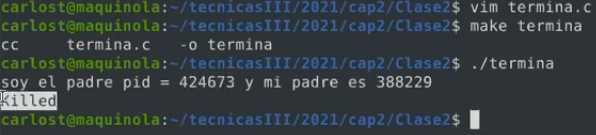 carlost@maquinola:~/tecnicasIII/2021/cap2/Clase2$ vim termina.c
carlost@maquinola:~/tecnicasIII/2021/cap2/Clase2$ make termina
cc     termina.c   -o termina
carlost@maquinola:~/tecnicasIII/2021/cap2/Clase2$ ./termina
soy el padre pid = 424673 y mi padre es 388229
Killed
carlost@maquinola:~/tecnicasIII/2021/cap2/Clase2$